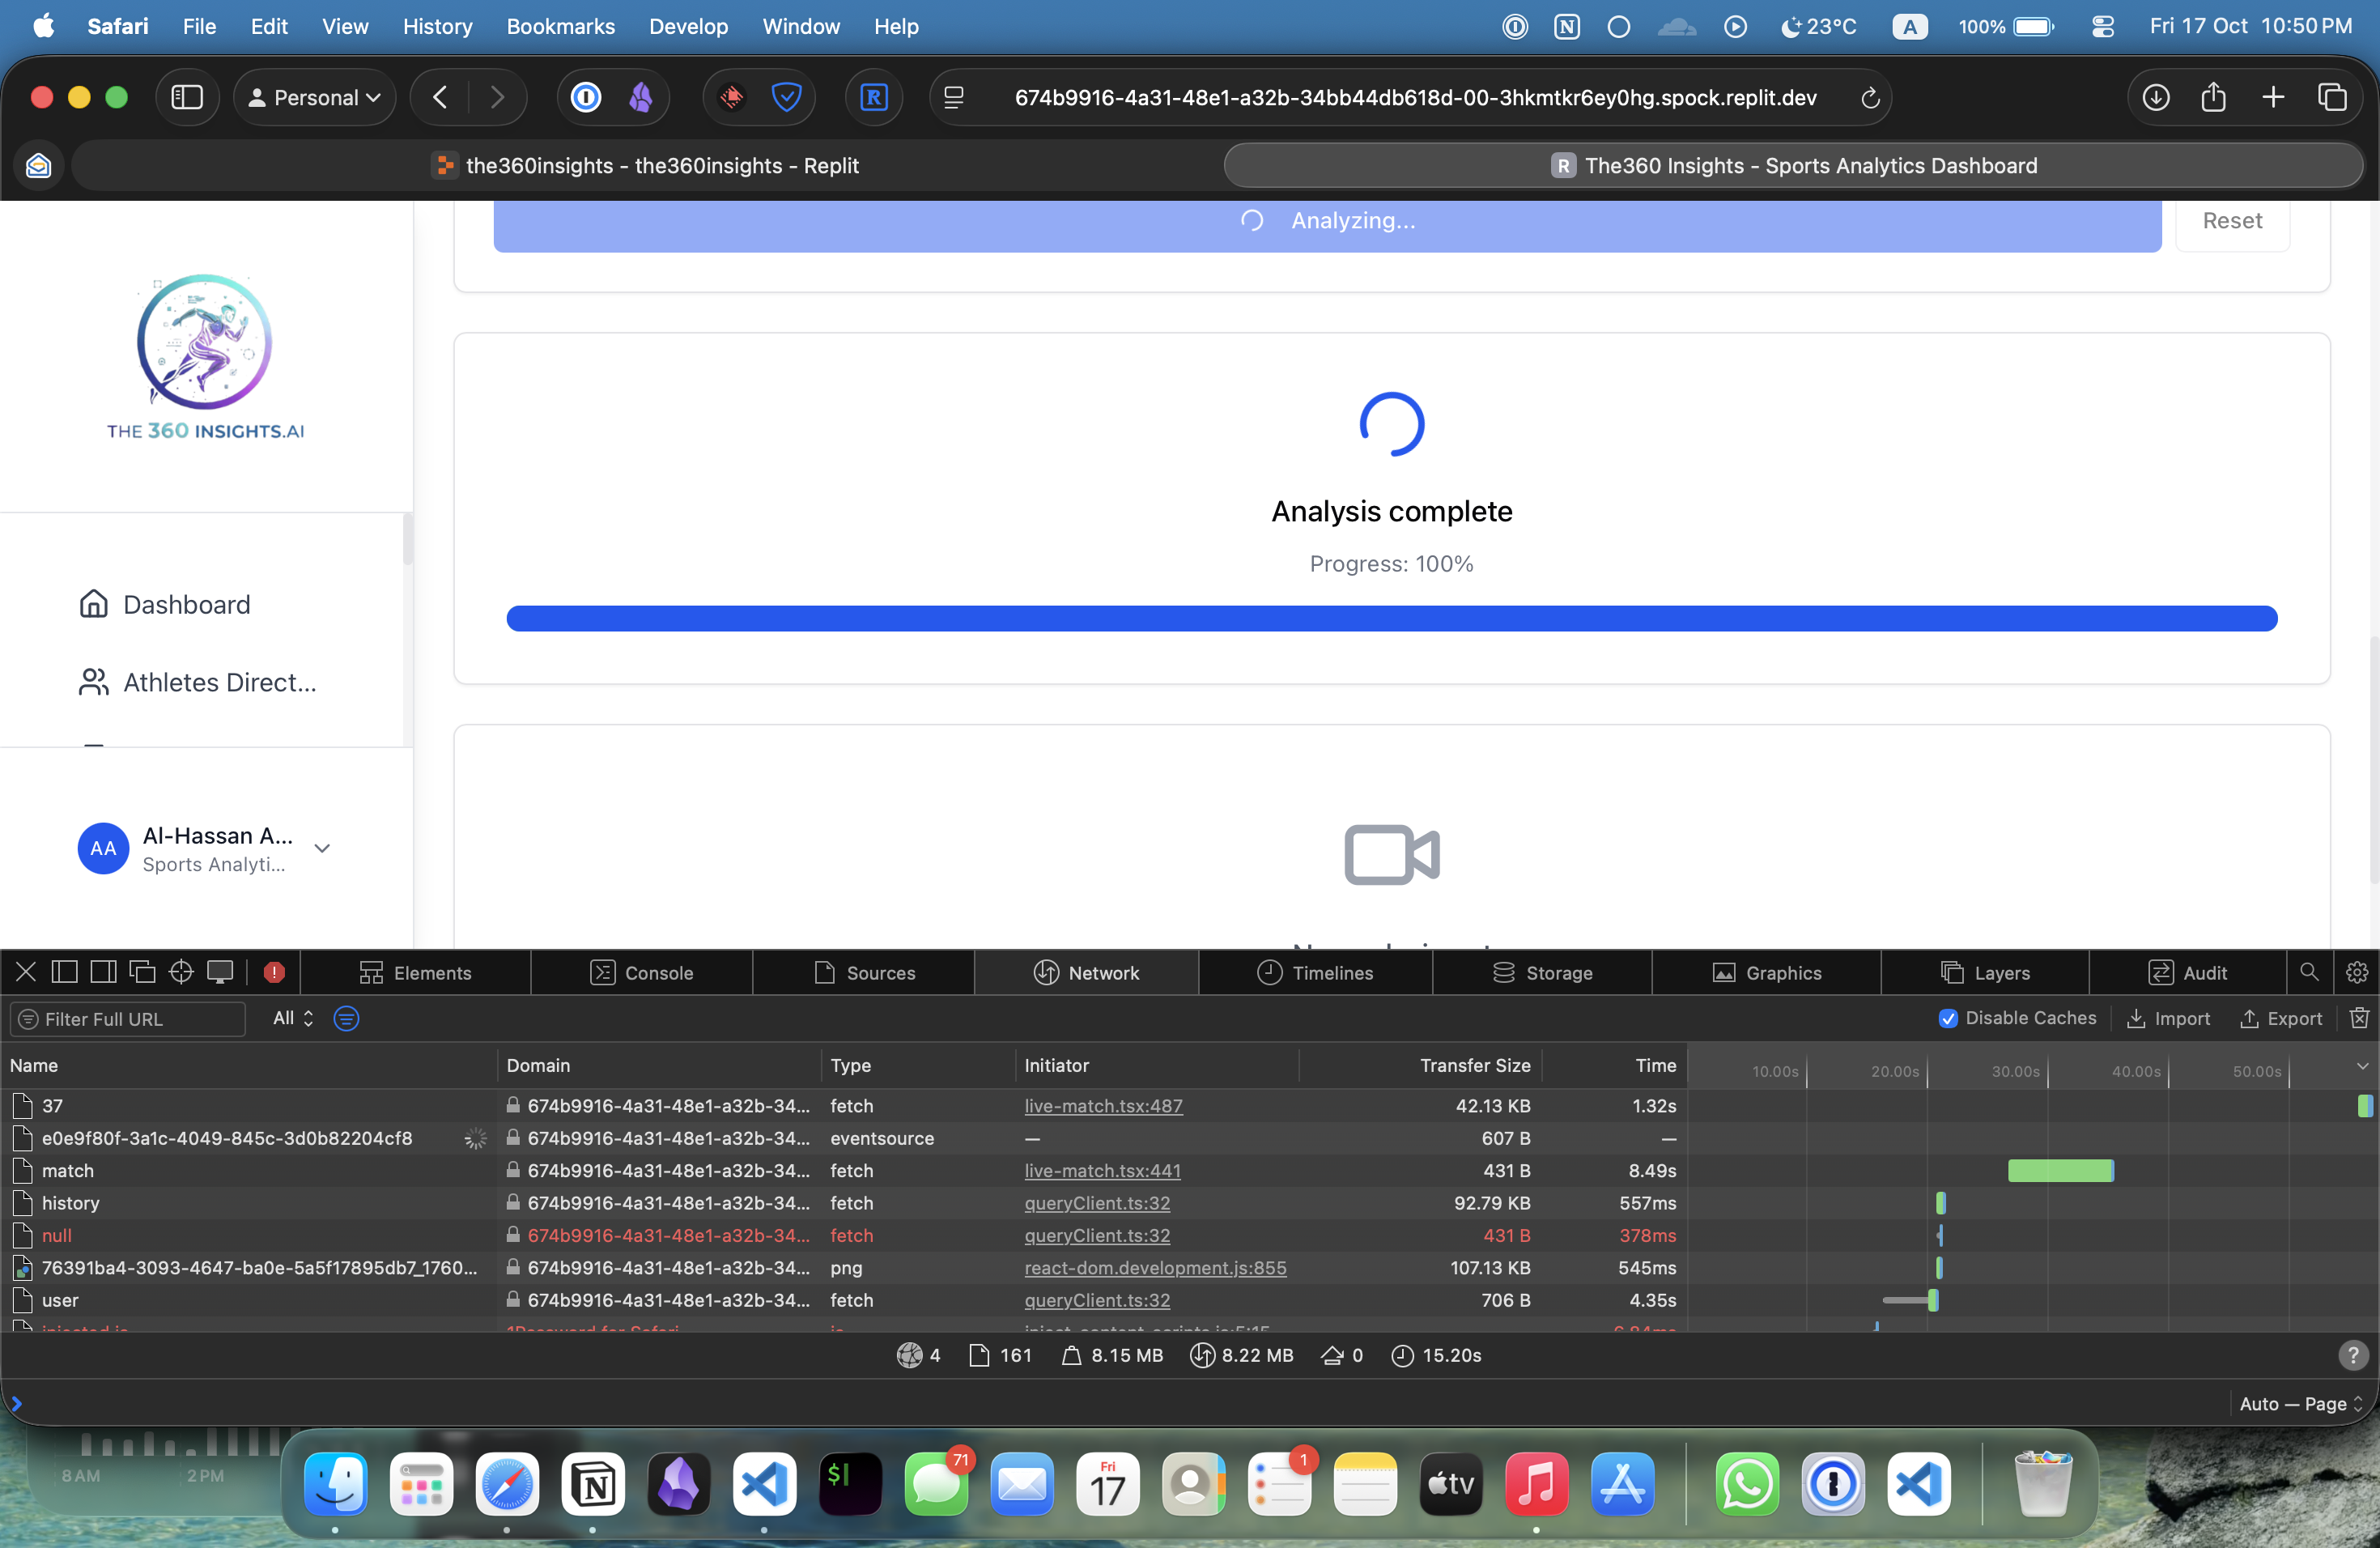 Safari File Edit View History Bookmarks Develop Window Help 23°C A 100% Fri 17 Oct 10:50 PM
Personal 674b9916-4a31-48e1-a32b-34bb44db618d-00-3hkmtkr6ey0hg.spock.replit.dev
the360insights - the360insights - Replit
R The360 Insights - Sports Analytics Dashboard
Analyzing... Reset
THE 360 INSIGHTS.AI
Analysis complete
Progress: 100%
Dashboard
Athletes Direct...
AA Al-Hassan A...
Sports Analyti...
Elements Console Sources Network Timelines Storage Graphics Layers Audit
Filter Full URL All Disable Caches Import Export
Name Domain Type Initiator Transfer Size Time 10.00s 20.00s 30.00s 40.00s 50.00s
37 674b9916-4a31-48e1-a32b-34... fetch live-match.tsx:487 42.13 KB 1.32s
e0e9f80f-3a1c-4049-845c-3d0b82204cf8 674b9916-4a31-48e1-a32b-34... eventsource — 607 B —
match 674b9916-4a31-48e1-a32b-34... fetch live-match.tsx:441 431 B 8.49s
history 674b9916-4a31-48e1-a32b-34... fetch queryClient.ts:32 92.79 KB 557ms
null 674b9916-4a31-48e1-a32b-34... fetch queryClient.ts:32 431 B 378ms
76391ba4-3093-4647-ba0e-5a5f17895db7_1760... 674b9916-4a31-48e1-a32b-34... png react-dom.development.js:855 107.13 KB 545ms
user 674b9916-4a31-48e1-a32b-34... fetch queryClient.ts:32 706 B 4.35s
4 161 8.15 MB 8.22 MB 0 15.20s ?
Auto — Page
8 AM 2 PM
71 Fri 17 1 tv